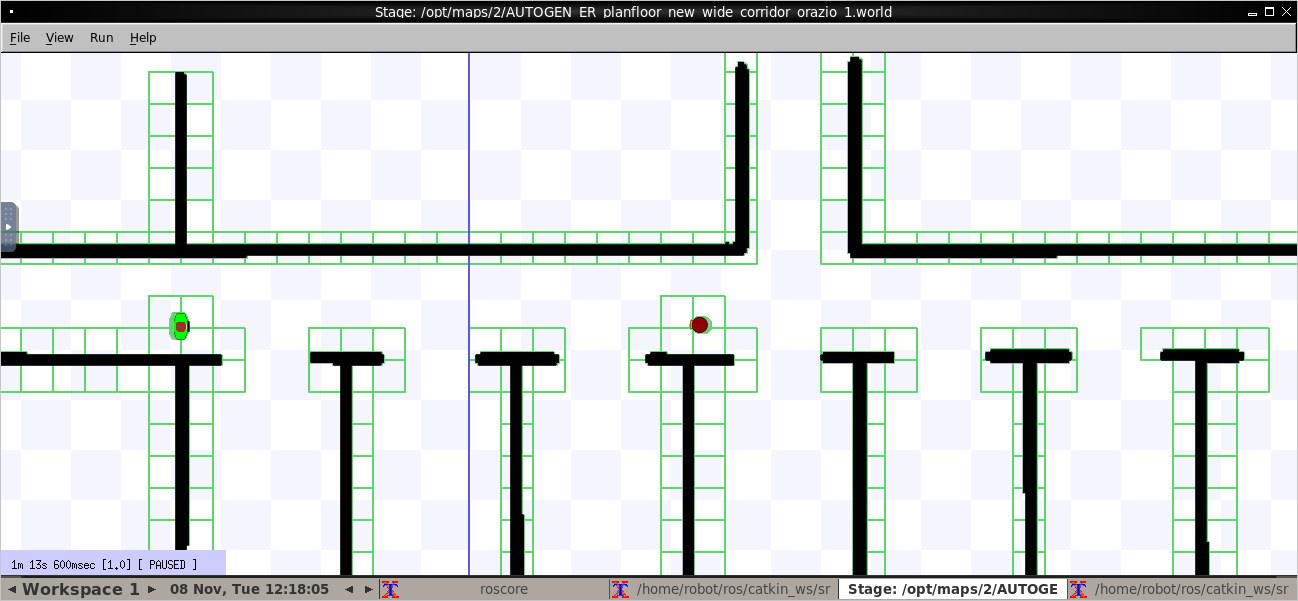 Stage: /opt/maps/2/AUTOGEN_ER_planfloor_new_wide_corridor_orazio_1.world
File View Run Help
1m 13s 600msec [1.0] [ PAUSED ]
Workspace 1 08 Nov, Tue 12:18:05 roscore /home/robot/ros/catkin_ws/sr Stage: /opt/maps/2/AUTOGE /home/robot/ros/catkin_ws/sr